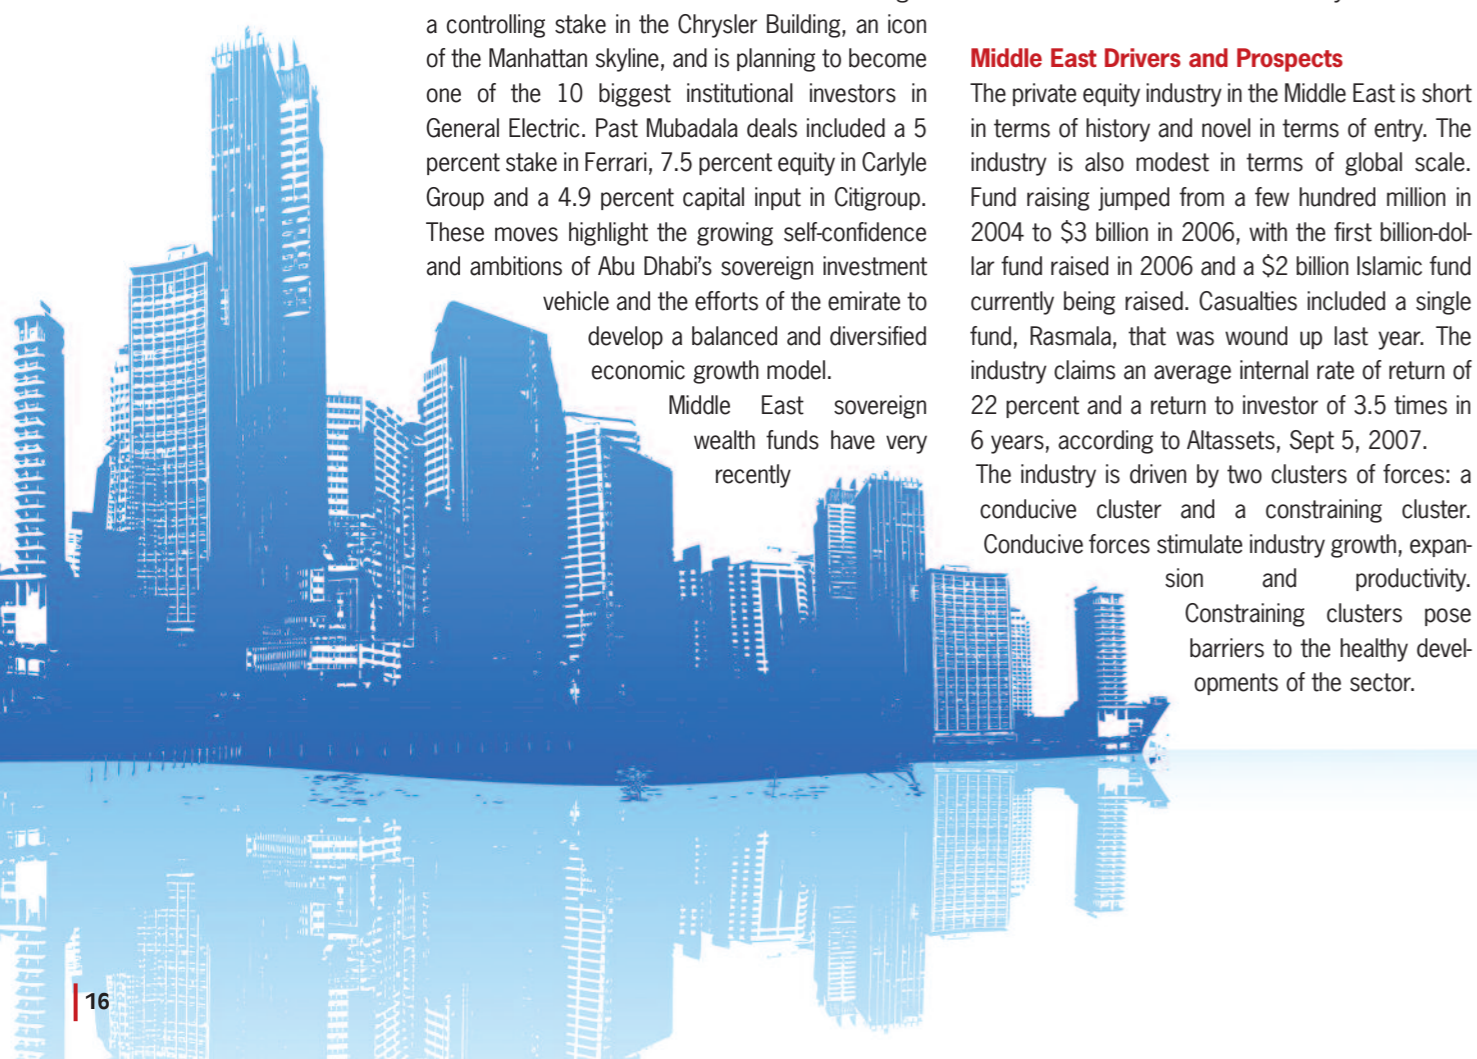 a controlling stake in the Chrysler Building, an icon
of the Manhattan skyline, and is planning to become
one of the 10 biggest institutional investors in
General Electric. Past Mubadala deals included a 5
percent stake in Ferrari, 7.5 percent equity in Carlyle
Group and a 4.9 percent capital input in Citigroup.
These moves highlight the growing self-confidence
and ambitions of Abu Dhabi's sovereign investment
vehicle and the efforts of the emirate to
develop a balanced and diversified
economic growth model.
Middle East sovereign
wealth funds have very
recently
Middle East Drivers and Prospects
The private equity industry in the Middle East is short
in terms of history and novel in terms of entry. The
industry is also modest in terms of global scale.
Fund raising jumped from a few hundred million in
2004 to $3 billion in 2006, with the first billion-dol-
lar fund raised in 2006 and a $2 billion Islamic fund
currently being raised. Casualties included a single
fund, Rasmala, that was wound up last year. The
industry claims an average internal rate of return of
22 percent and a return to investor of 3.5 times in
6 years, according to Altassets, Sept 5, 2007.
The industry is driven by two clusters of forces: a
conducive cluster and a constraining cluster.
Conducive forces stimulate industry growth, expan-
sion and productivity.
Constraining clusters pose
barriers to the healthy devel-
opments of the sector.
16